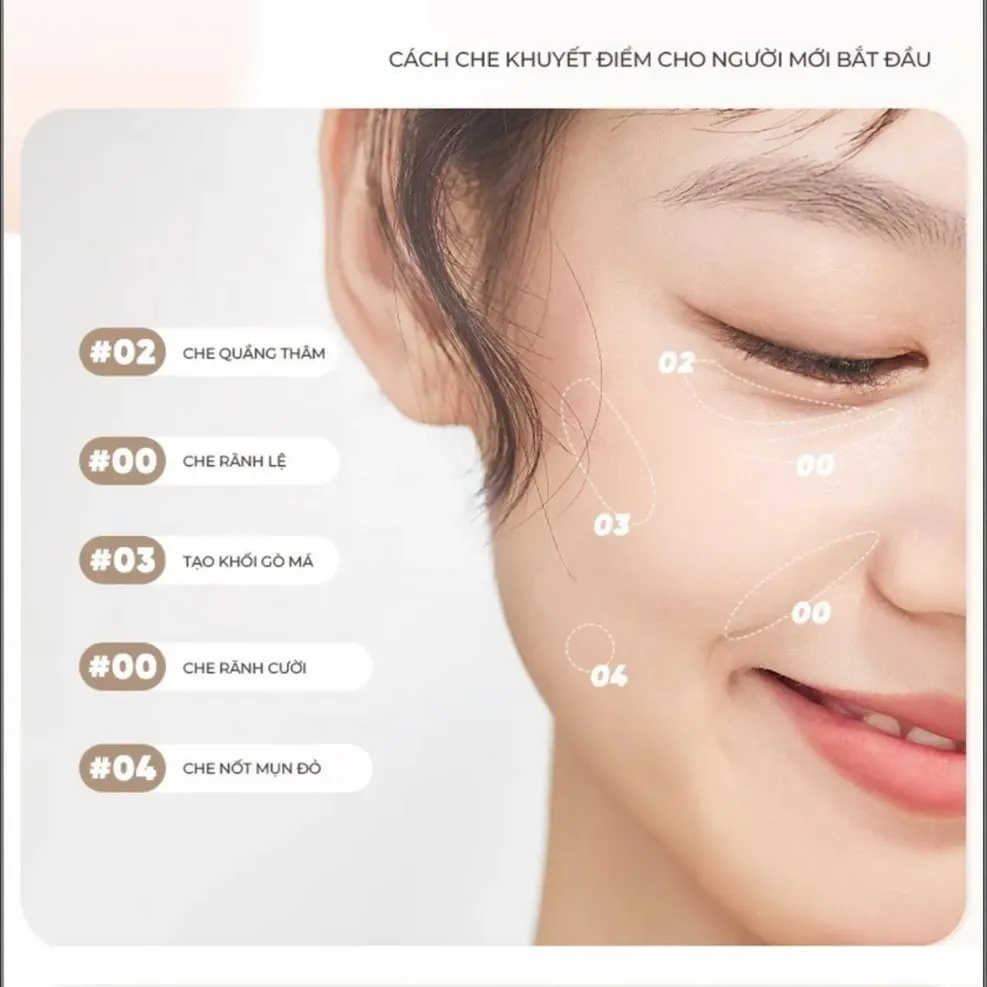 CÁCH CHE KHUYẾT ĐIỂM CHO NGƯỜI MỚI BẮT ĐẦU
#02 CHE QUẦNG THÂM
#00 CHE RÃNH LỆ
#03 TẠO KHỐI GÒ MÁ
#00 CHE RÃNH CƯỜI
#04 CHE NỐT MỤN ĐỎ
02
00
03
00
04